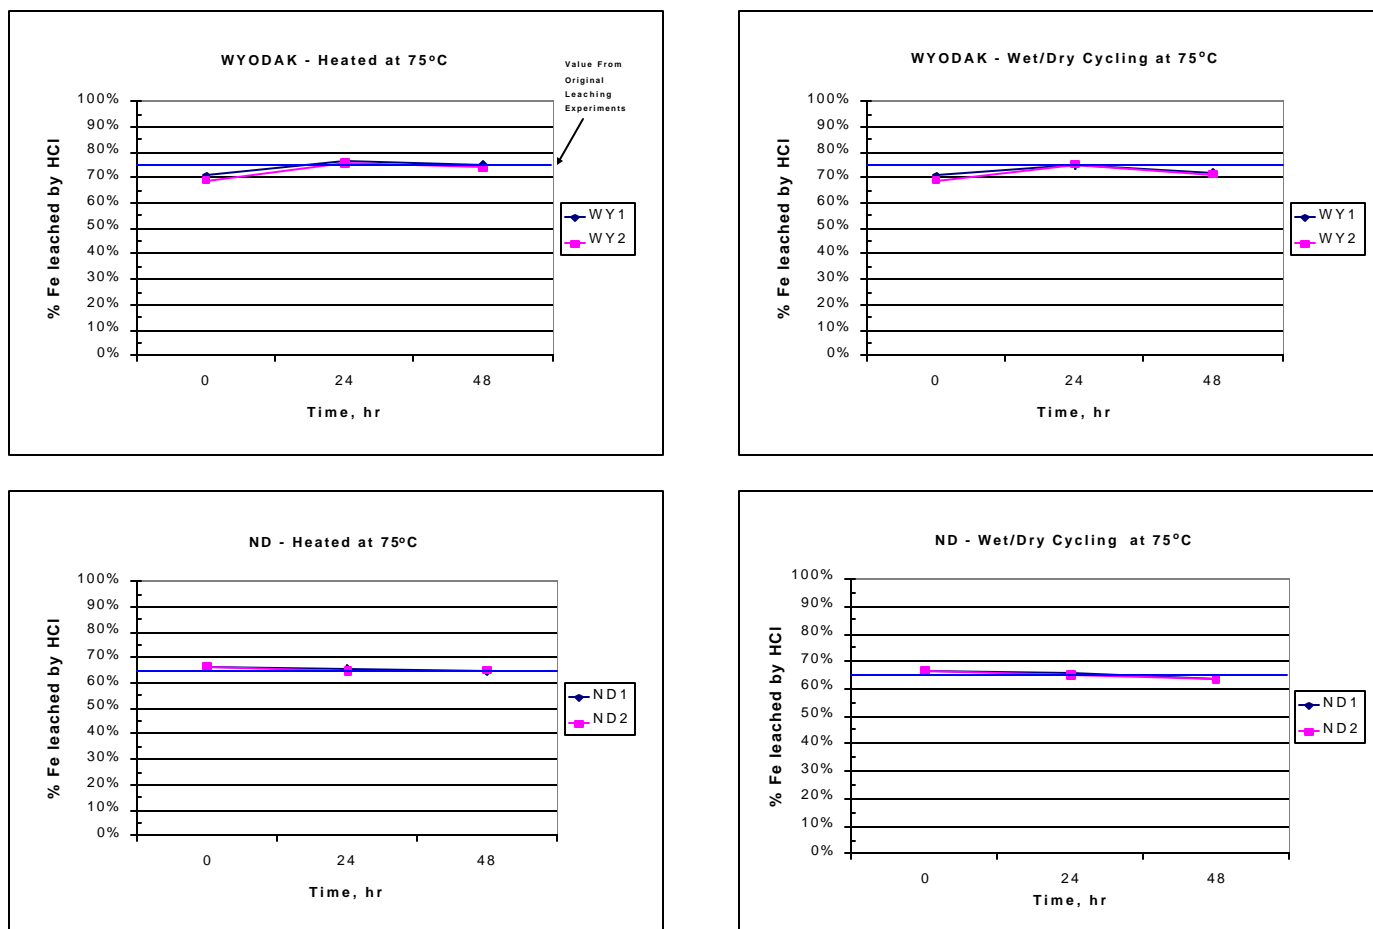 WYODAK - Heated at 75°C
Value From
Original
Leaching
Experiments
% Fe leached by HCl
100%
90%
80%
70%
60%
50%
40%
30%
20%
10%
0%
0 24 48
Time, hr
WY1
WY2
WYODAK - Wet/Dry Cycling at 75°C
% Fe leached by HCl
100%
90%
80%
70%
60%
50%
40%
30%
20%
10%
0%
0 24 48
Time, hr
WY1
WY2
ND - Heated at 75°C
% Fe leached by HCl
100%
90%
80%
70%
60%
50%
40%
30%
20%
10%
0%
0 24 48
Time, hr
ND1
ND2
ND - Wet/Dry Cycling at 75°C
% Fe leached by HCl
100%
90%
80%
70%
60%
50%
40%
30%
20%
10%
0%
0 24 48
Time, hr
ND1
ND2